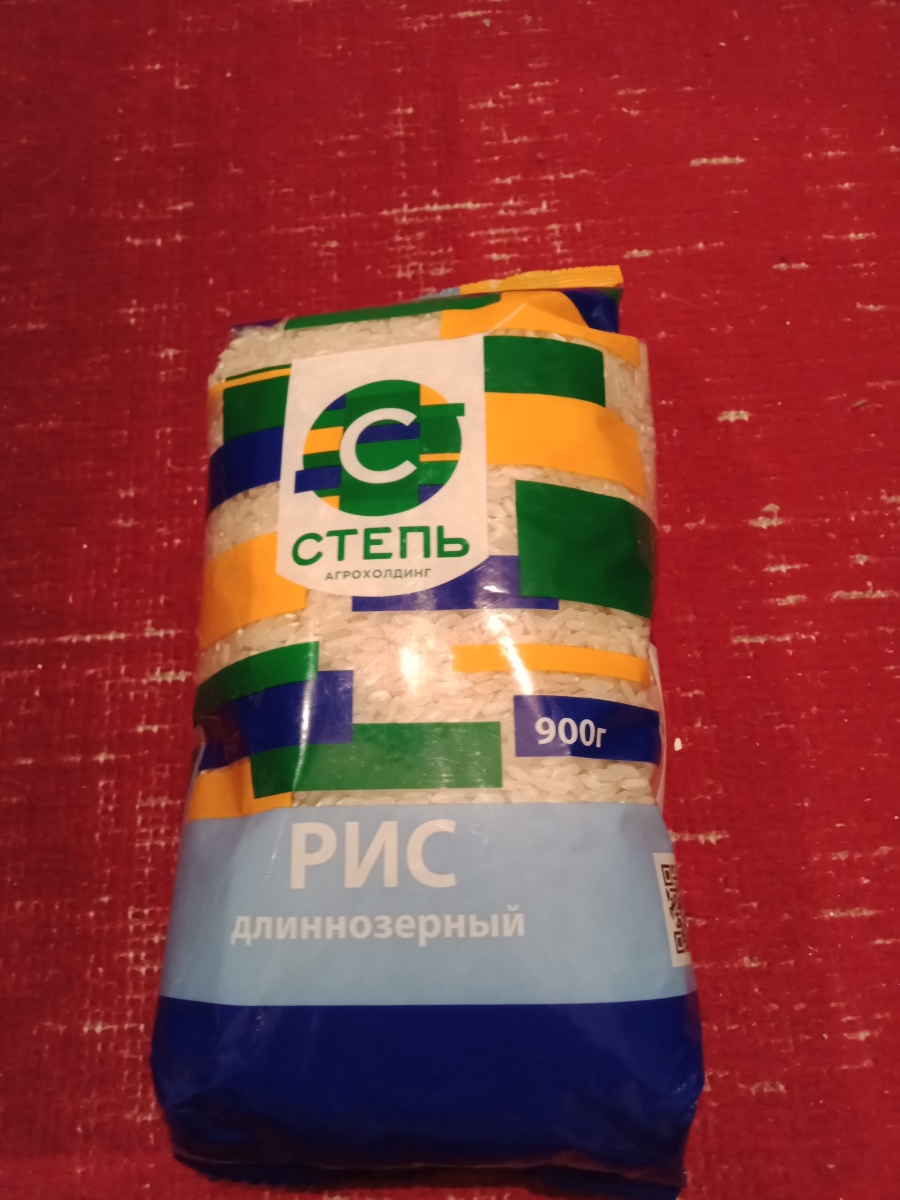 С
СТЕПЬ
АГРОХОЛДИНГ
900г
РИС
длиннозерный